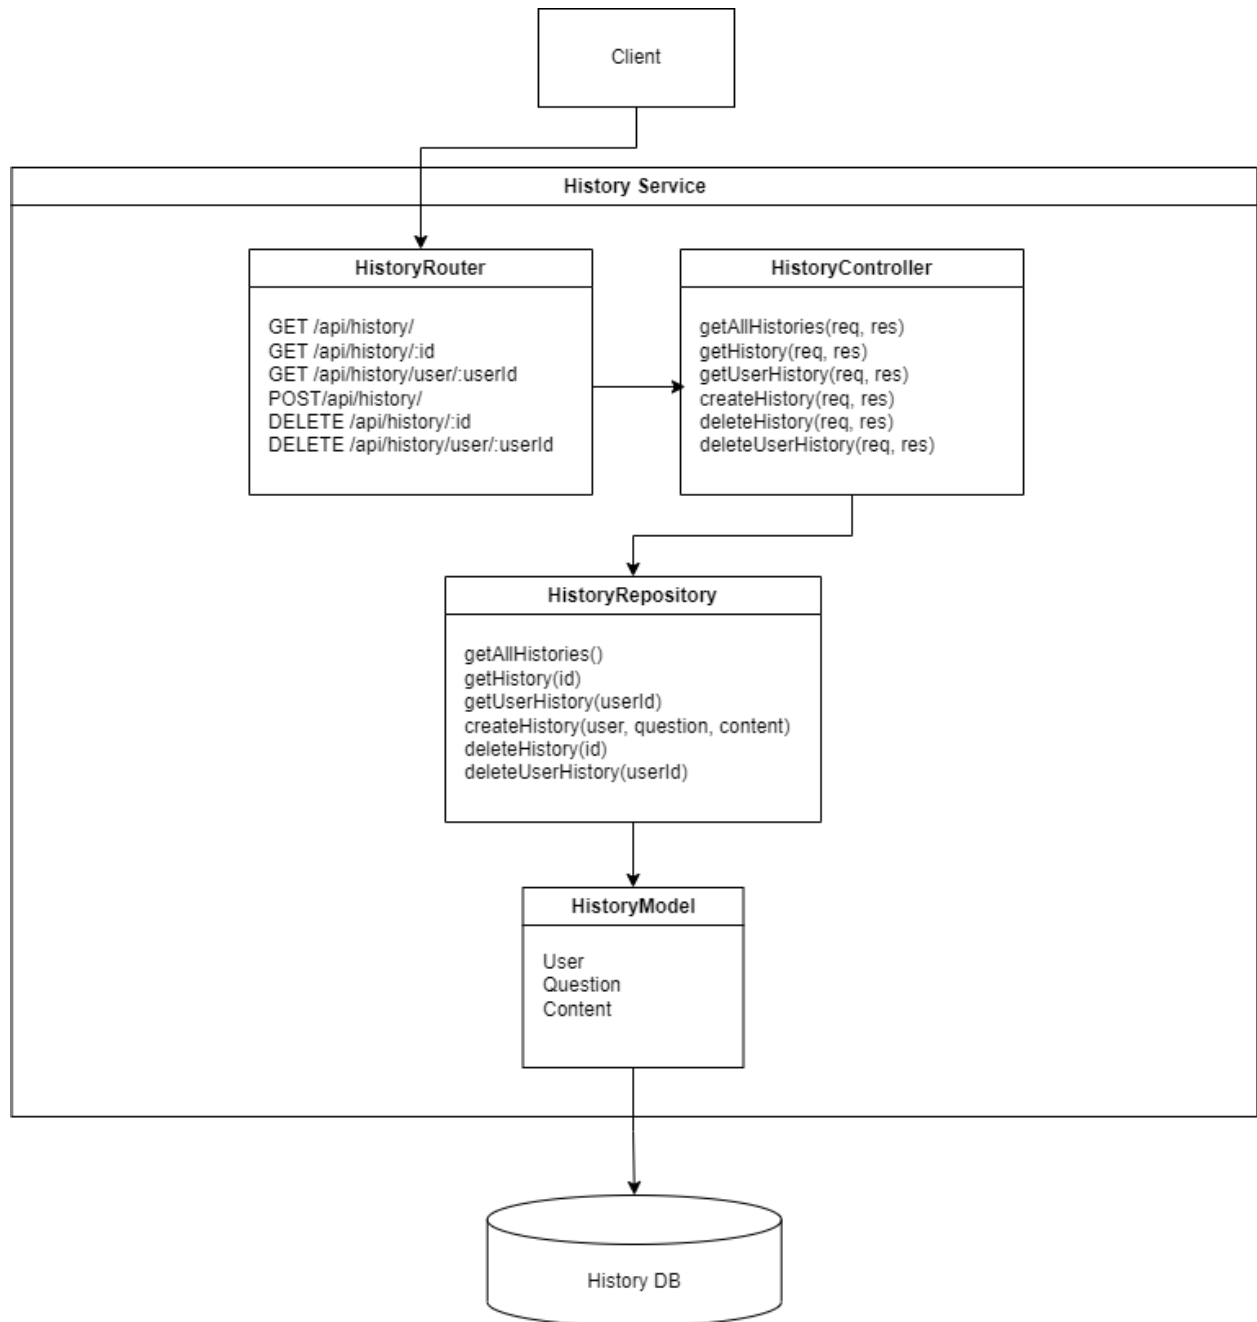 Client
History Service
HistoryRouter
GET /api/history/
GET /api/history/:id
GET /api/history/user/:userId
POST/api/history/
DELETE /api/history/:id
DELETE /api/history/user/:userId
HistoryController
getAllHistories(req, res)
getHistory(req, res)
getUserHistory(req, res)
createHistory(req, res)
deleteHistory(req, res)
deleteUserHistory(req, res)
HistoryRepository
getAllHistories()
getHistory(id)
getUserHistory(userId)
createHistory(user, question, content)
deleteHistory(id)
deleteUserHistory(userId)
HistoryModel
User
Question
Content
History DB